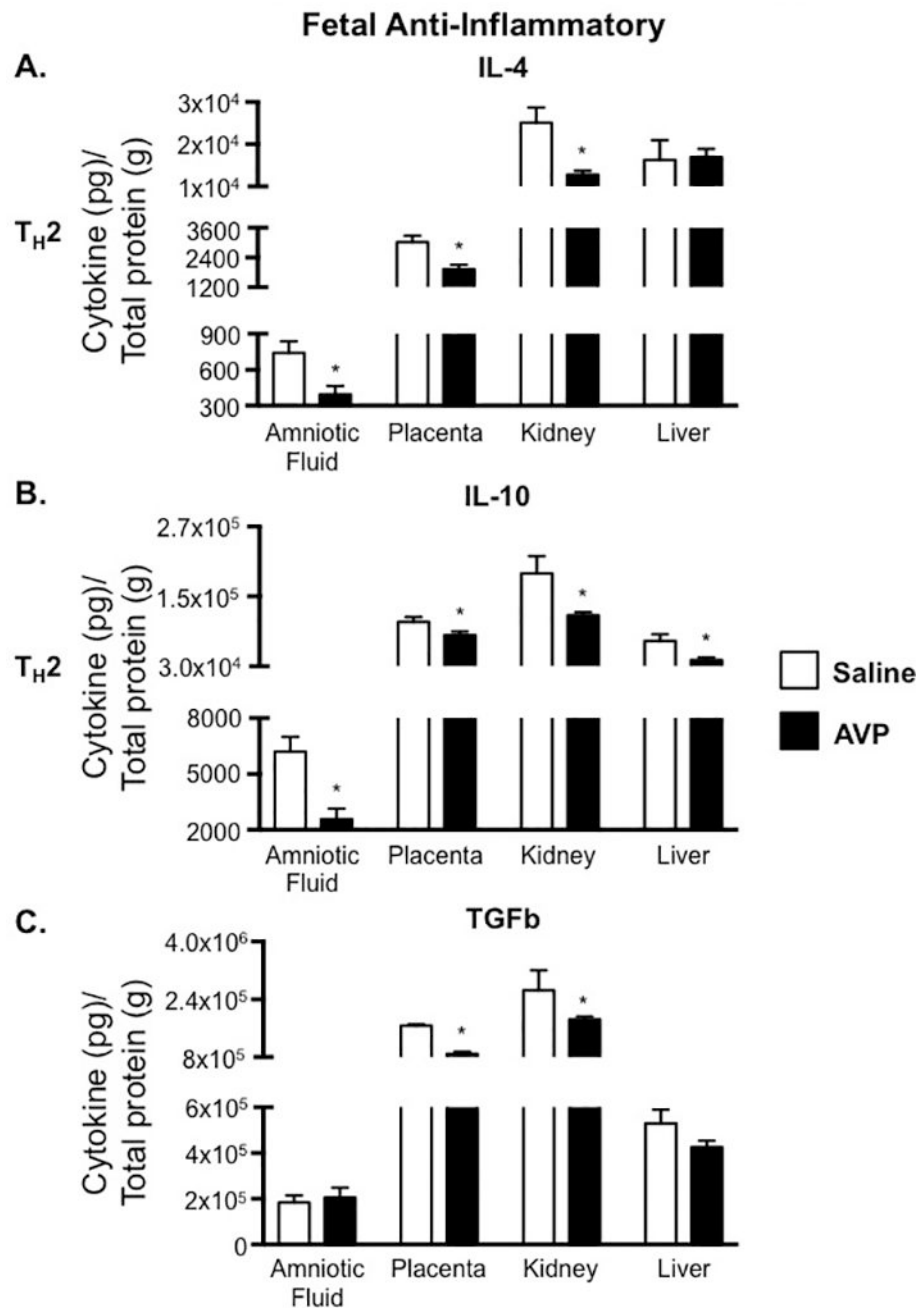 Fetal Anti-Inflammatory
A.
IL-4
T_H2
Cytokine (pg)/
Total protein (g)
3x10⁴
2x10⁴
1x10⁴
3600
2400
1200
900
600
300
*
*
*
Amniotic Fluid
Placenta
Kidney
Liver
B.
IL-10
T_H2
Cytokine (pg)/
Total protein (g)
2.7x10⁵
1.5x10⁵
3.0x10⁴
8000
5000
2000
*
*
*
*
Amniotic Fluid
Placenta
Kidney
Liver
Saline
AVP
C.
TGFb
Cytokine (pg)/
Total protein (g)
4.0x10⁶
2.4x10⁵
8x10⁵
6x10⁵
4x10⁵
2x10⁵
0
*
*
Amniotic Fluid
Placenta
Kidney
Liver